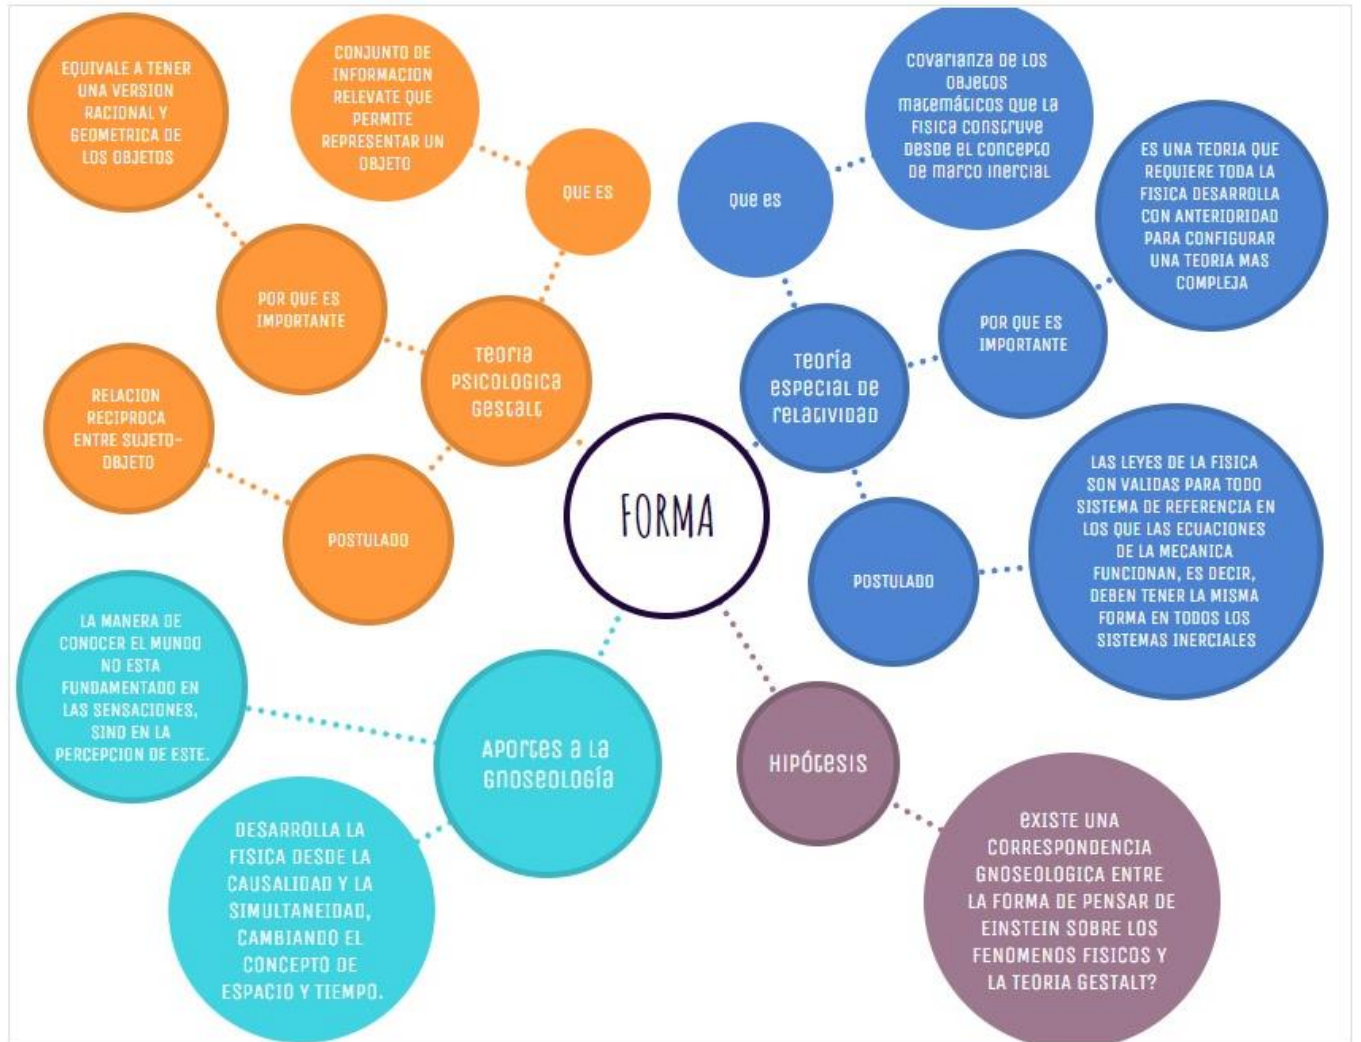 EQUIVALE A TENER
UNA VERSION
RACIONAL Y
GEOMETRICA DE
LOS OBJETOS
CONJUNTO DE
INFORMACION
RELEVATE QUE
PERMITE
REPRESENTAR UN
OBJETO
QUE ES
POR QUE ES
IMPORTANTE
TEORIA
PSICOLOGICA
GESTALT
RELACION
RECIPROCA
ENTRE SUJETO-
OBJETO
POSTULADO
COVARIANZA DE LOS
OBJETOS
MATEMÁTICOS QUE LA
FISICA CONSTRUYE
DESDE EL CONCEPTO
DE MARCO INERCIAL
QUE ES
ES UNA TEORIA QUE
REQUIERE TODA LA
FISICA DESARROLLA
CON ANTERIORIDAD
PARA CONFIGURAR
UNA TEORIA MAS
COMPLEJA
POR QUE ES
IMPORTANTE
TEORÍA
ESPECIAL DE
RELATIVIDAD
LAS LEYES DE LA FISICA
SON VALIDAS PARA TODO
SISTEMA DE REFERENCIA EN
LOS QUE LAS ECUACIONES
DE LA MECANICA
FUNCIONAN, ES DECIR,
DEBEN TENER LA MISMA
FORMA EN TODOS LOS
SISTEMAS INERCIALES
POSTULADO
FORMA
LA MANERA DE
CONOCER EL MUNDO
NO ESTA
FUNDAMENTADO EN
LAS SENSACIONES,
SINO EN LA
PERCEPCION DE ESTE.
APORTES A LA
GNOSEOLOGÍA
DESARROLLA LA
FISICA DESDE LA
CAUSALIDAD Y LA
SIMULTANEIDAD,
CAMBIANDO EL
CONCEPTO DE
ESPACIO Y TIEMPO.
HIPÓTESIS
EXISTE UNA
CORRESPONDENCIA
GNOSEOLOGICA ENTRE
LA FORMA DE PENSAR DE
EINSTEIN SOBRE LOS
FENOMENOS FISICOS Y
LA TEORIA GESTALT?